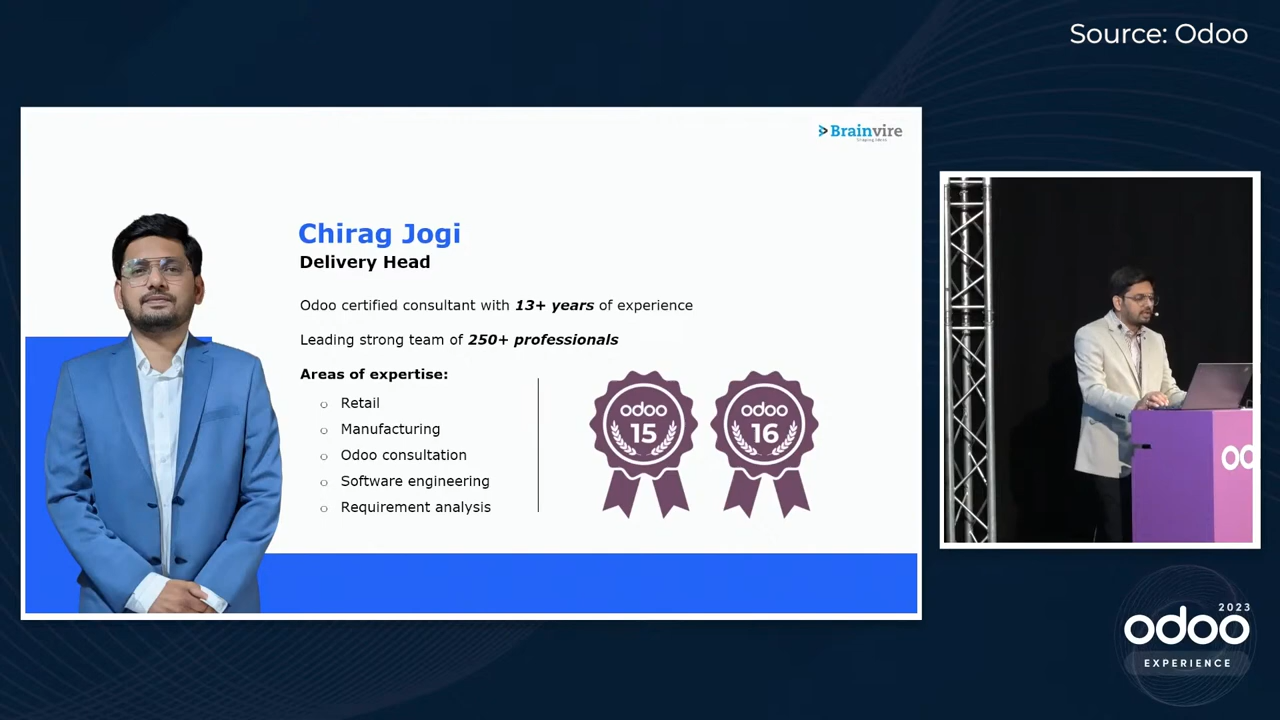 Source: Odoo
Brainvire
Chirag Jogi
Delivery Head
Odoo certified consultant with 13+ years of experience
Leading strong team of 250+ professionals
Areas of expertise:
Retail
Manufacturing
Odoo consultation
Software engineering
Requirement analysis
odoo
15
odoo
16
2023
odoo
EXPERIENCE